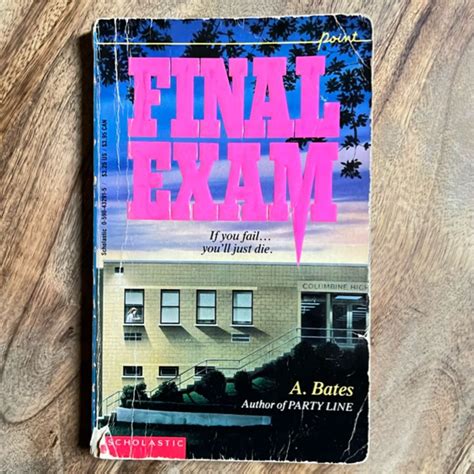 point
FINAL
EXAM
If you fail...
you'll just die.
COLUMBINE HIGH
A. Bates
Author of PARTY LINE
SCHOLASTIC